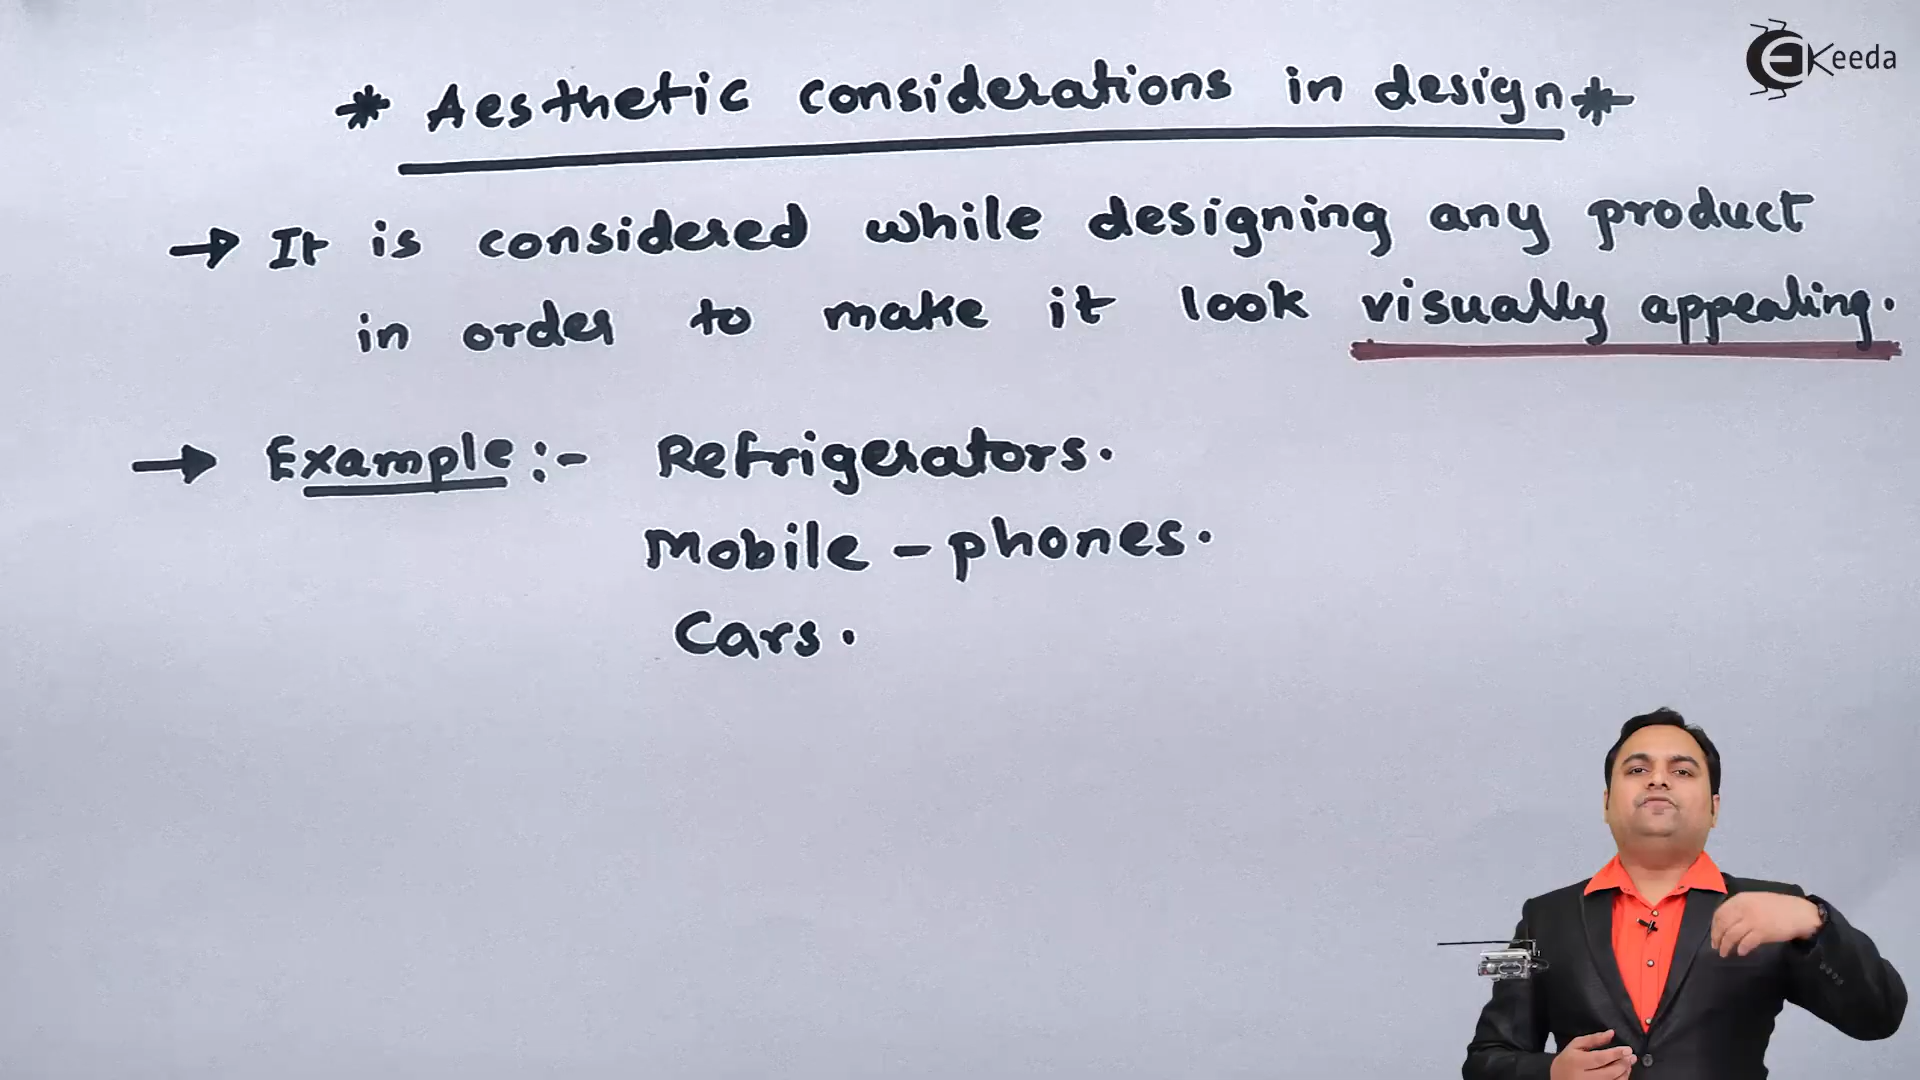 Ekeeda
* Aesthetic considerations in design *
→ It is considered while designing any product
in order to make it look visually appealing.
→ Example :- Refrigerators.
Mobile - phones.
Cars.